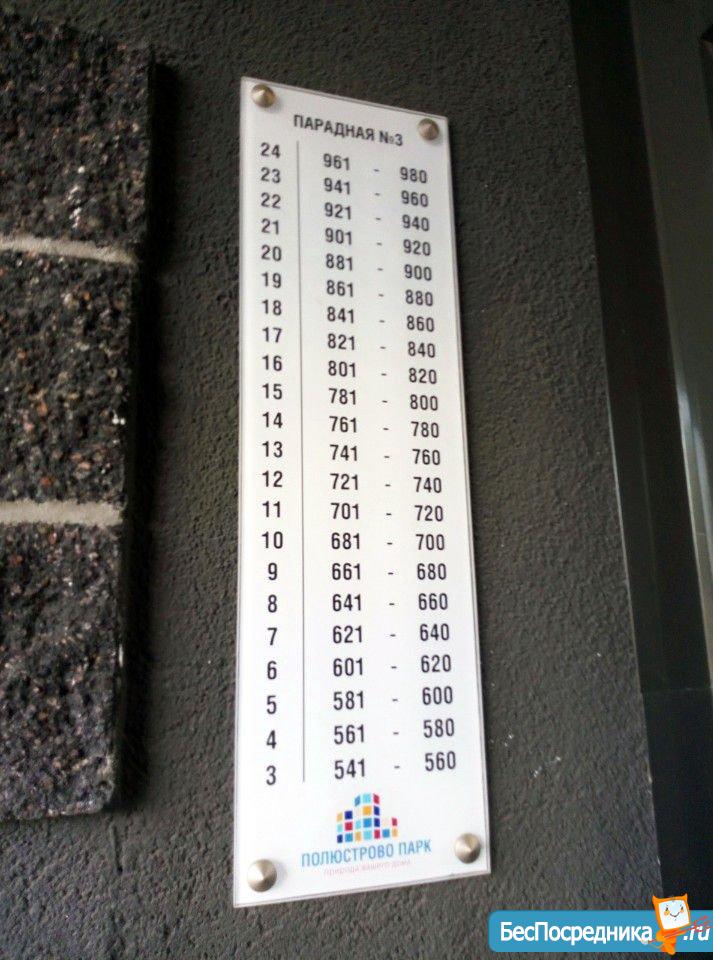 ПАРАДНАЯ №3
24 961 - 980
23 941 - 960
22 921 - 940
21 901 - 920
20 881 - 900
19 861 - 880
18 841 - 860
17 821 - 840
16 801 - 820
15 781 - 800
14 761 - 780
13 741 - 760
12 721 - 740
11 701 - 720
10 681 - 700
9 661 - 680
8 641 - 660
7 621 - 640
6 601 - 620
5 581 - 600
4 561 - 580
3 541 - 560
ПОЛЮСТРОВО ПАРК
природа вашего дома
БесПосредника.ru